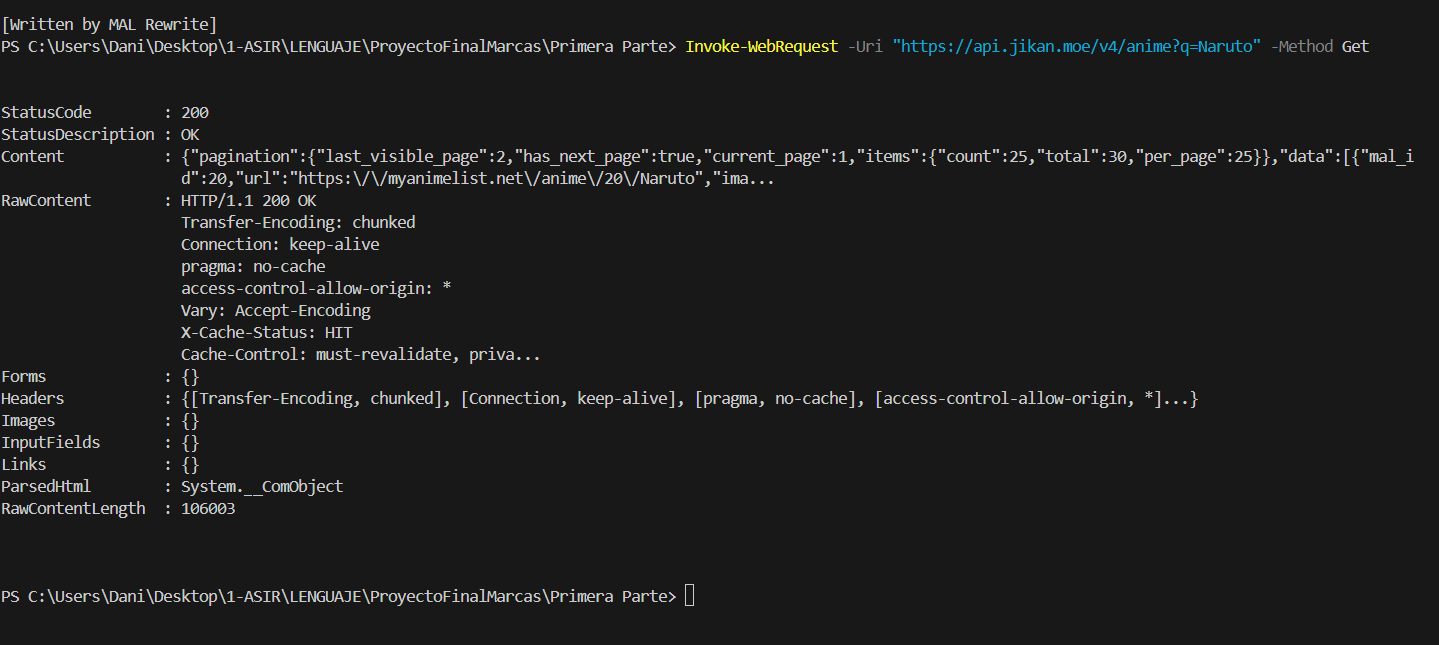 [Written by MAL Rewrite]
PS C:\Users\Dani\Desktop\1-ASIR\LENGUAJE\ProyectoFinalMarcas\Primera Parte> Invoke-WebRequest -Uri "https://api.jikan.moe/v4/anime?q=Naruto" -Method Get
StatusCode        : 200
StatusDescription : OK
Content           : {"pagination":{"last_visible_page":2,"has_next_page":true,"current_page":1,"items":{"count":25,"total":30,"per_page":25}},"data":[{"mal_i
                    d":20,"url":"https:\/\/myanimelist.net\/anime\/20\/Naruto","ima...
RawContent        : HTTP/1.1 200 OK
                    Transfer-Encoding: chunked
                    Connection: keep-alive
                    pragma: no-cache
                    access-control-allow-origin: *
                    Vary: Accept-Encoding
                    X-Cache-Status: HIT
                    Cache-Control: must-revalidate, priva...
Forms             : {}
Headers           : {[Transfer-Encoding, chunked], [Connection, keep-alive], [pragma, no-cache], [access-control-allow-origin, *]...}
Images            : {}
InputFields       : {}
Links             : {}
ParsedHtml        : System.__ComObject
RawContentLength  : 106003
PS C:\Users\Dani\Desktop\1-ASIR\LENGUAJE\ProyectoFinalMarcas\Primera Parte>